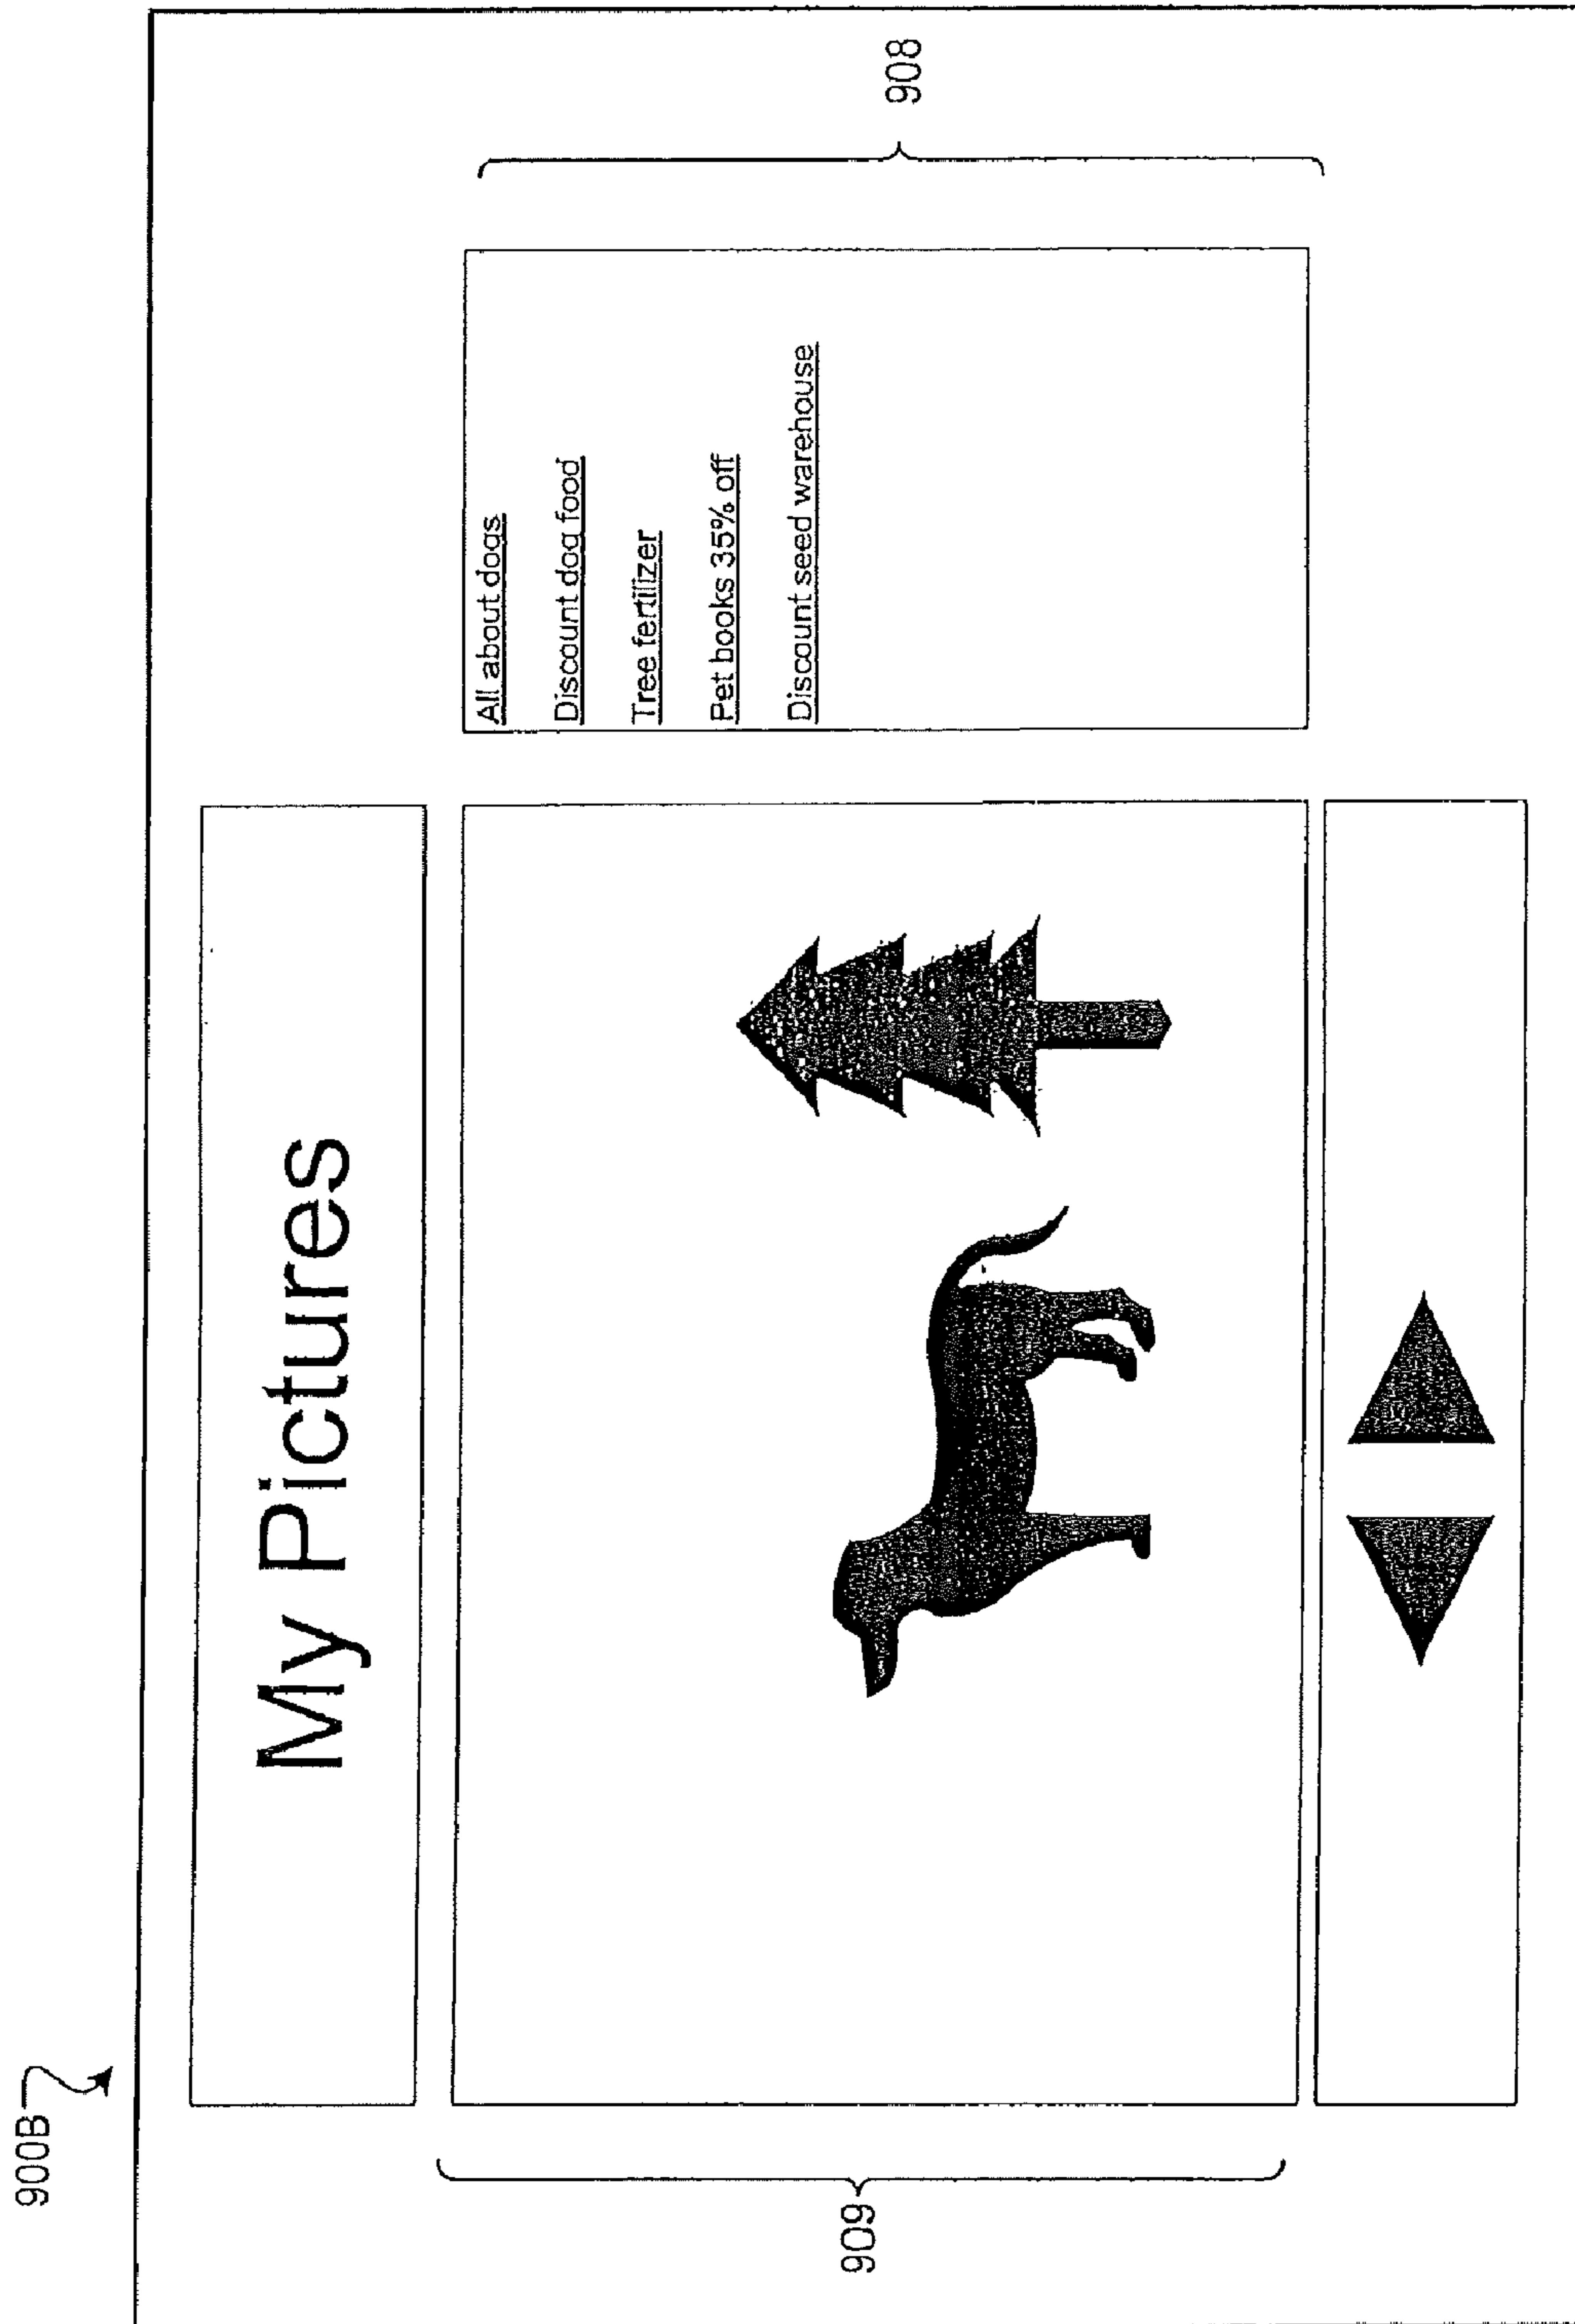 900B
My Pictures
909
All about dogs
Discount dog food
Tree fertilizer
Pet books 35% off
Discount seed warehouse
908